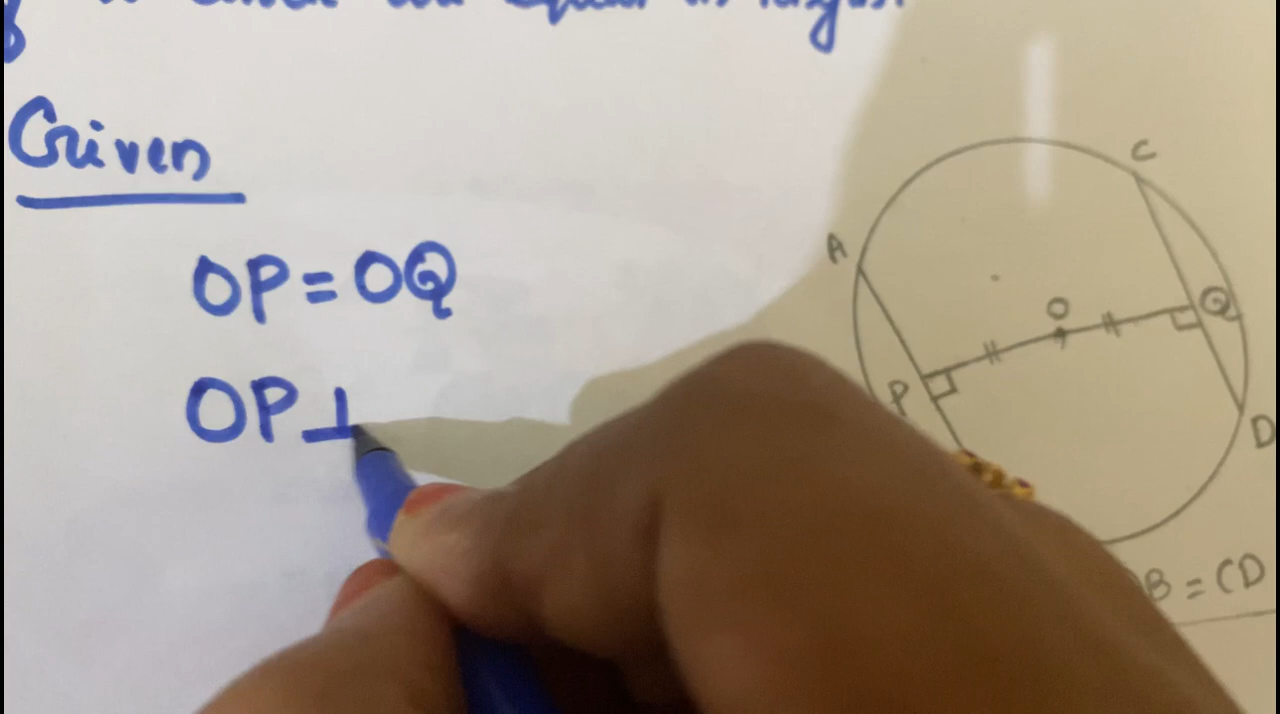 Given
OP = OQ
OP ⊥
A
C
O
Q
P
D
B = CD